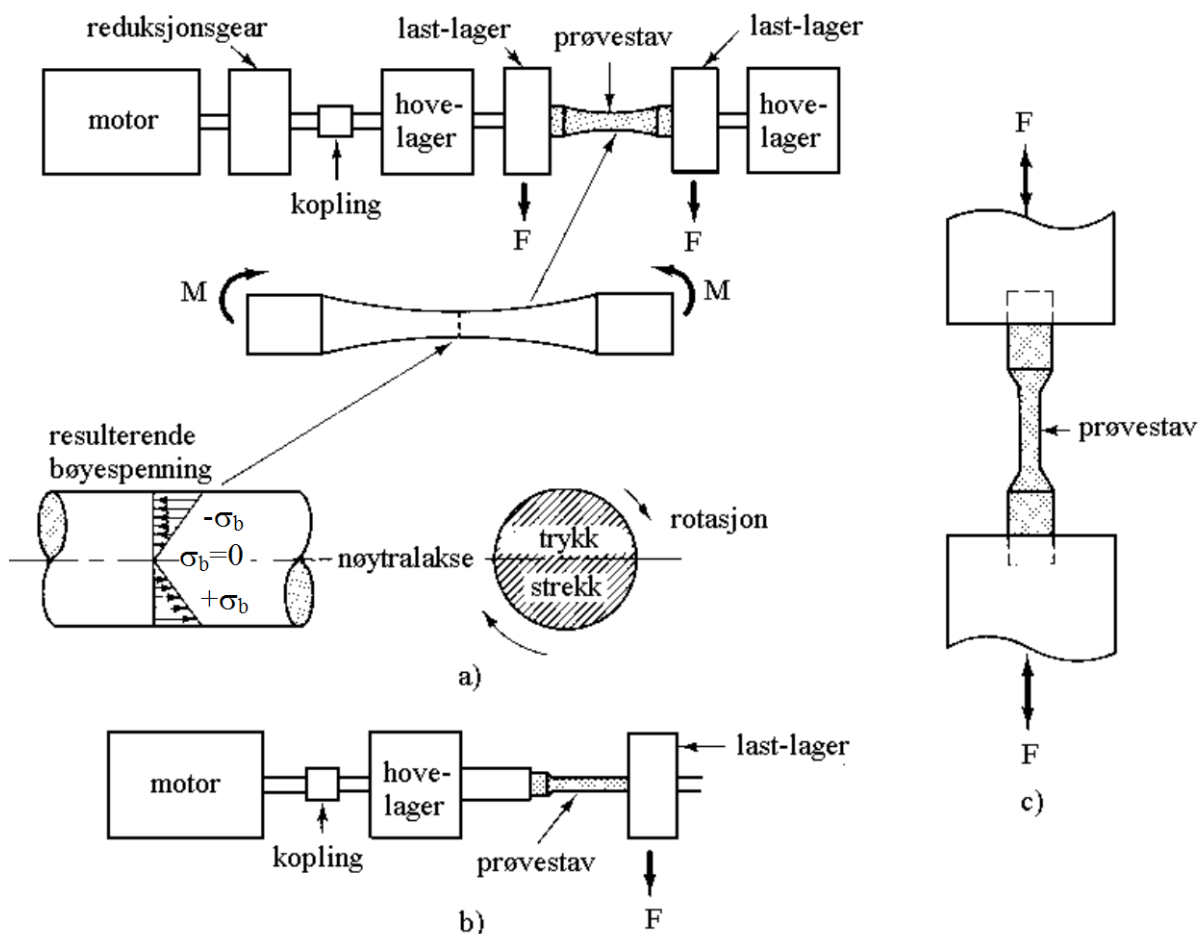 reduksjonsgear
last-lager
prøvestav
last-lager
motor
hove-
lager
hove-
lager
kopling
F
F
M
M
resulterende
bøyespenning
-σb
σb=0
+σb
nøytralakse
trykk
strekk
rotasjon
a)
motor
hove-
lager
last-lager
kopling
prøvestav
F
b)
F
prøvestav
F
c)